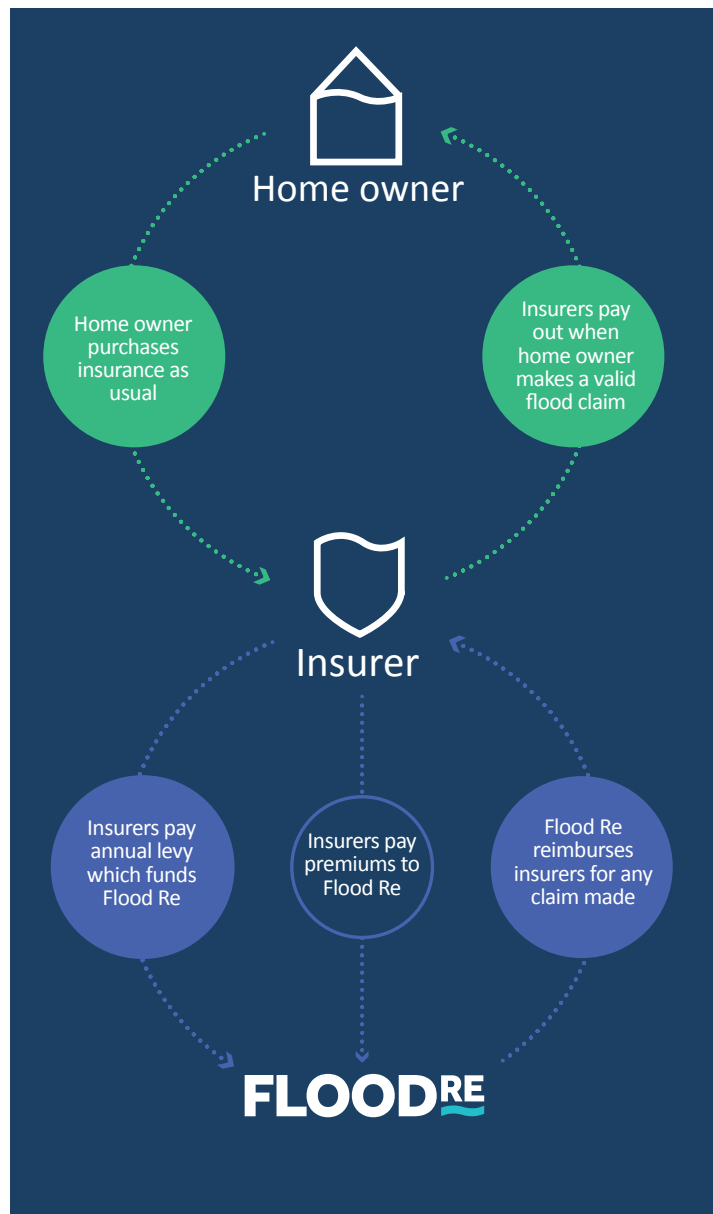 Home owner
Home owner
purchases
insurance as
usual
Insurers pay
out when
home owner
makes a valid
flood claim
Insurer
Insurers pay
annual levy
which funds
Flood Re
Insurers pay
premiums to
Flood Re
Flood Re
reimburses
insurers for any
claim made
FLOODRE